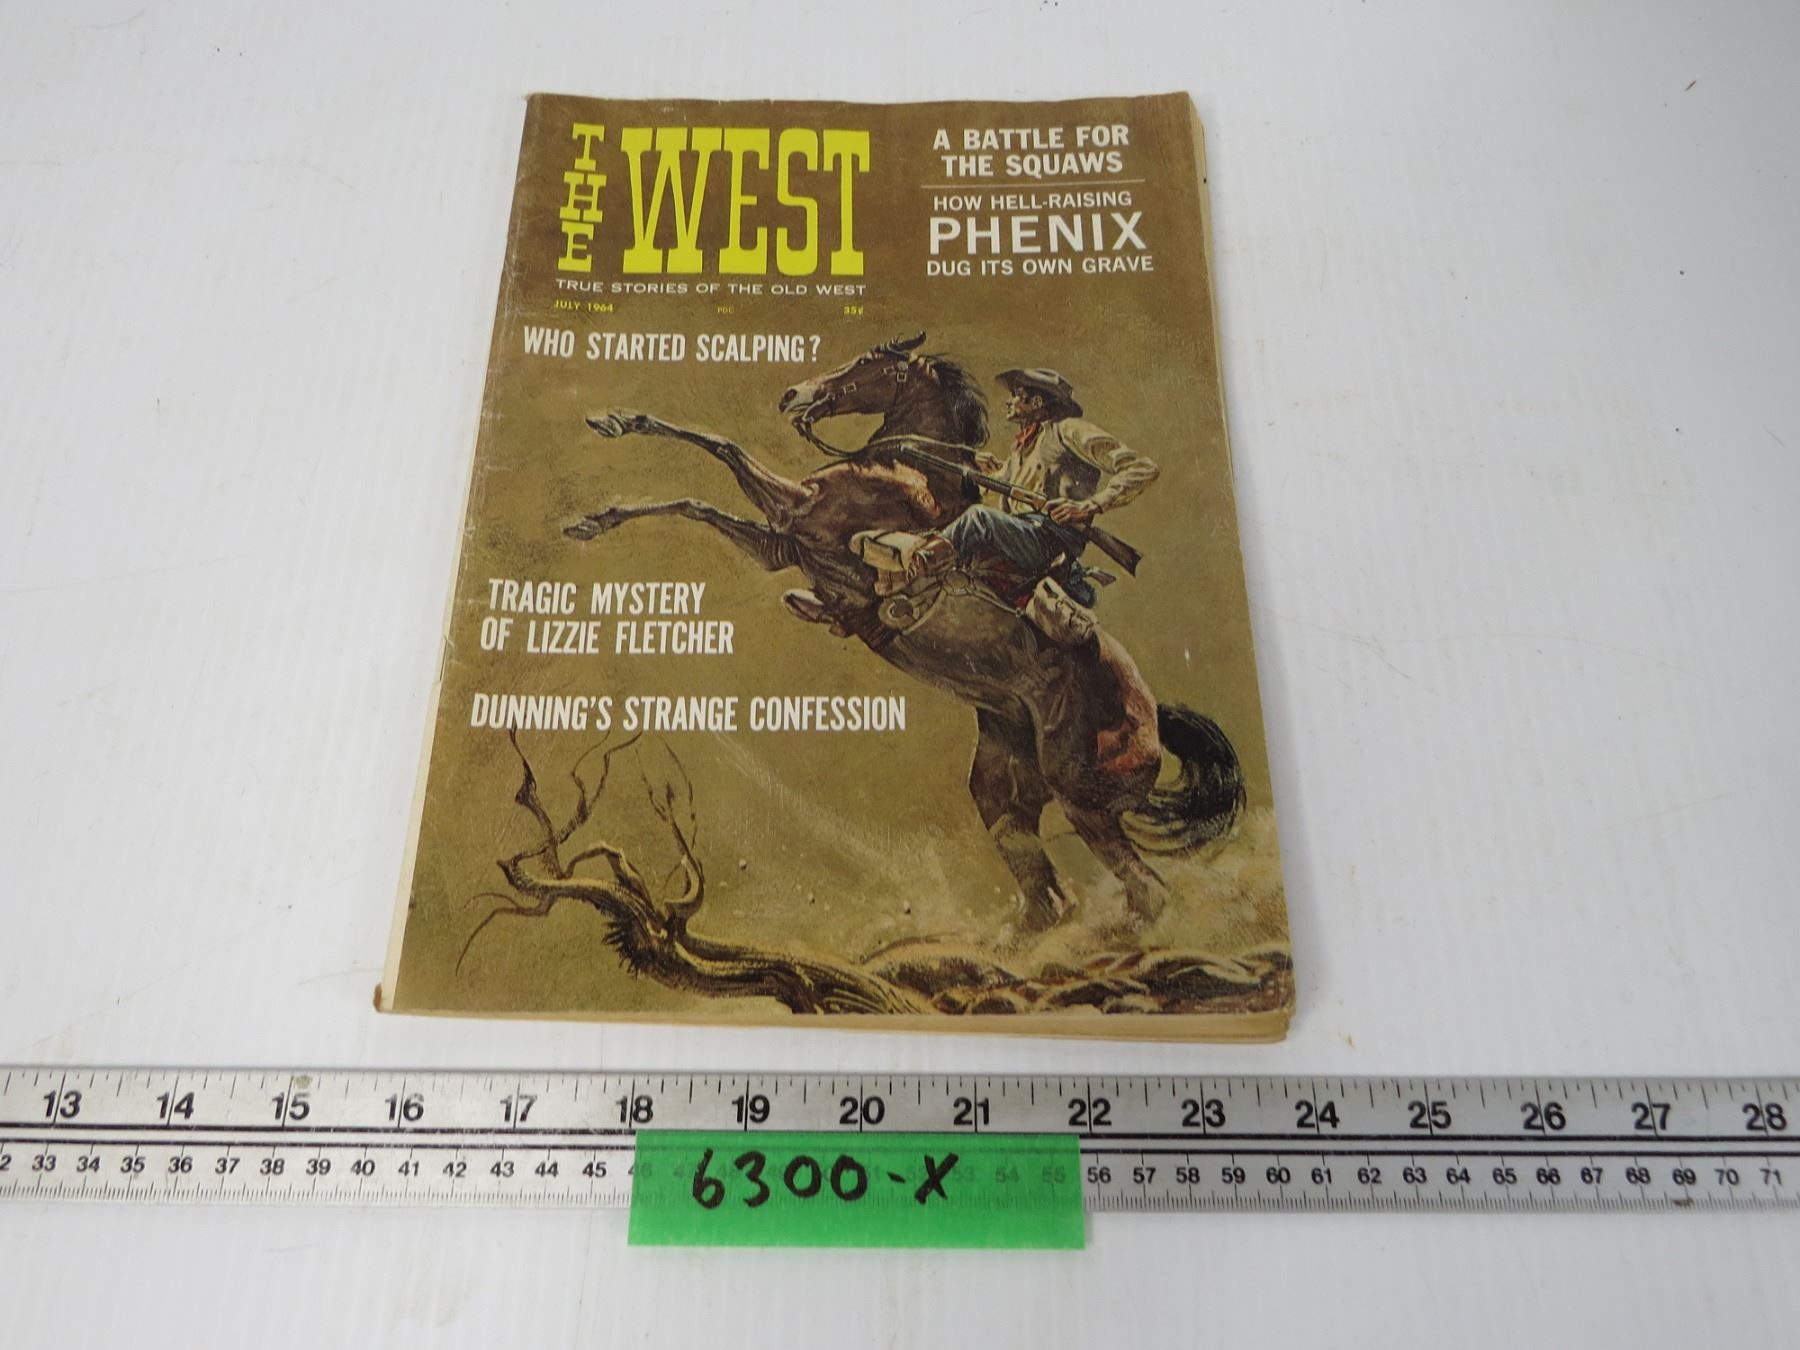 THE WEST
TRUE STORIES OF THE OLD WEST
JULY 1964 PDC 35¢
A BATTLE FOR
THE SQUAWS
HOW HELL-RAISING
PHENIX
DUG ITS OWN GRAVE
WHO STARTED SCALPING?
TRAGIC MYSTERY
OF LIZZIE FLETCHER
DUNNING'S STRANGE CONFESSION
13 14 15 16 17 18 19 20 21 22 23 24 25 26 27 28
33 34 35 36 37 38 39 40 41 42 43 44 45 53 54 55 56 57 58 59 60 61 62 63 64 65 66 67 68 69 70 71
6300-X